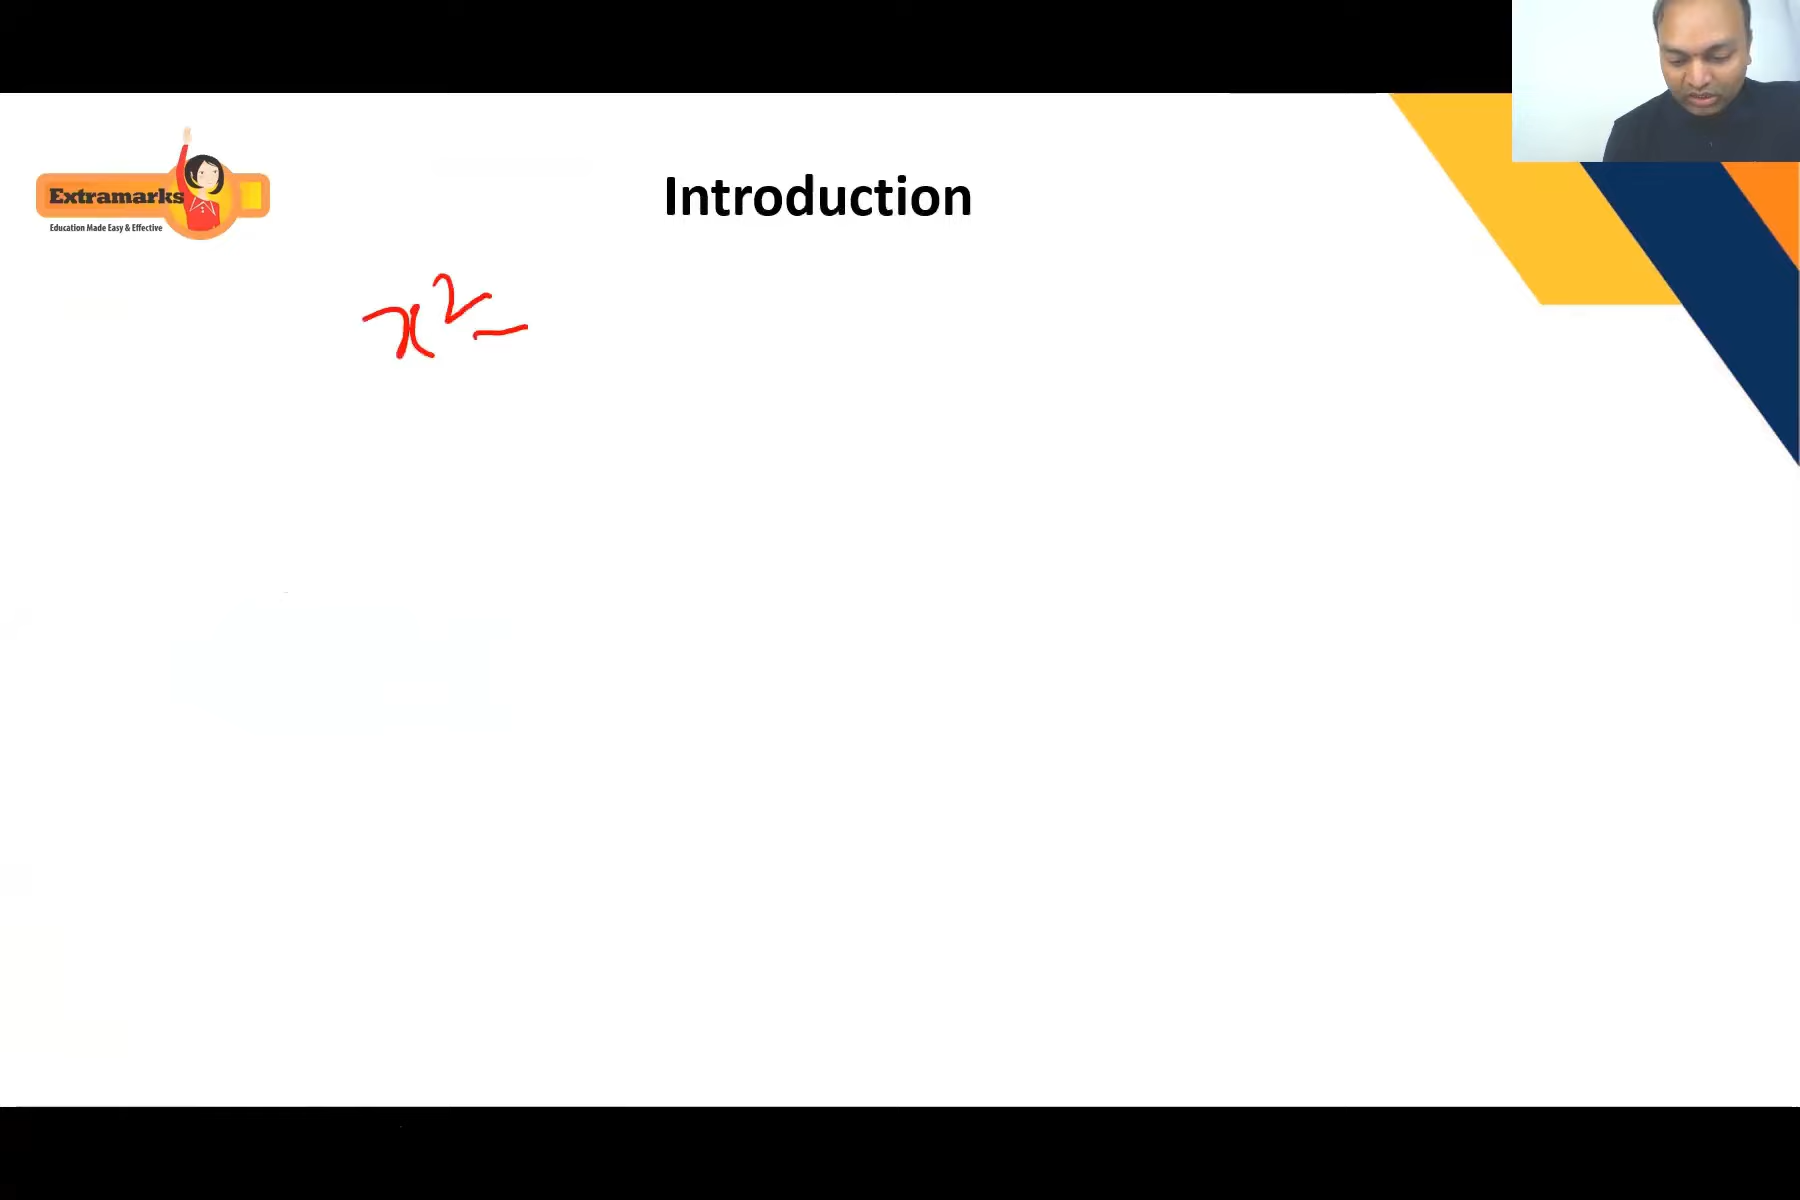 Extramarks
Education Made Easy & Effective
Introduction
x² –